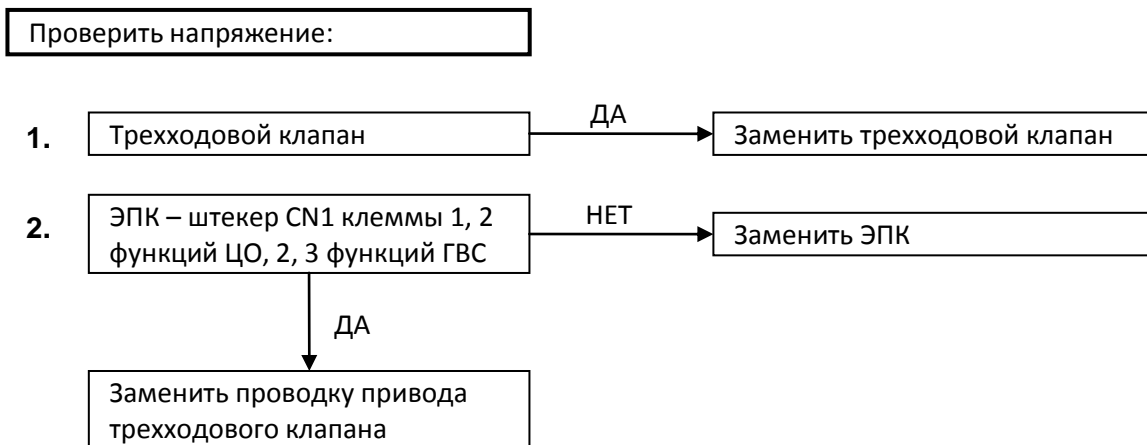 Проверить напряжение:
1.
Трехходовой клапан
ДА
Заменить трехходовой клапан
2.
ЭПК – штекер CN1 клеммы 1, 2
функций ЦО, 2, 3 функций ГВС
НЕТ
Заменить ЭПК
ДА
Заменить проводку привода
трехходового клапана